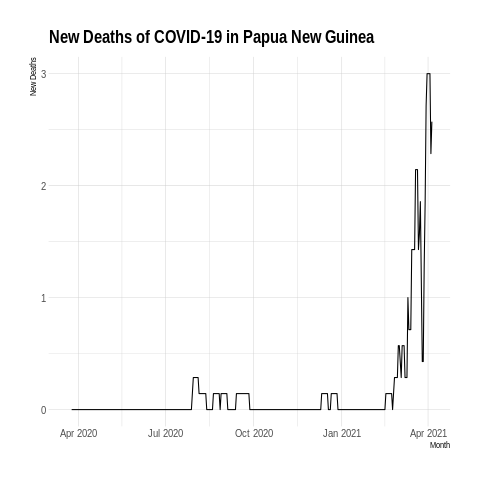 New Deaths of COVID-19 in Papua New Guinea
New Deaths
3
2
1
0
Apr 2020 Jul 2020 Oct 2020 Jan 2021 Apr 2021
Month